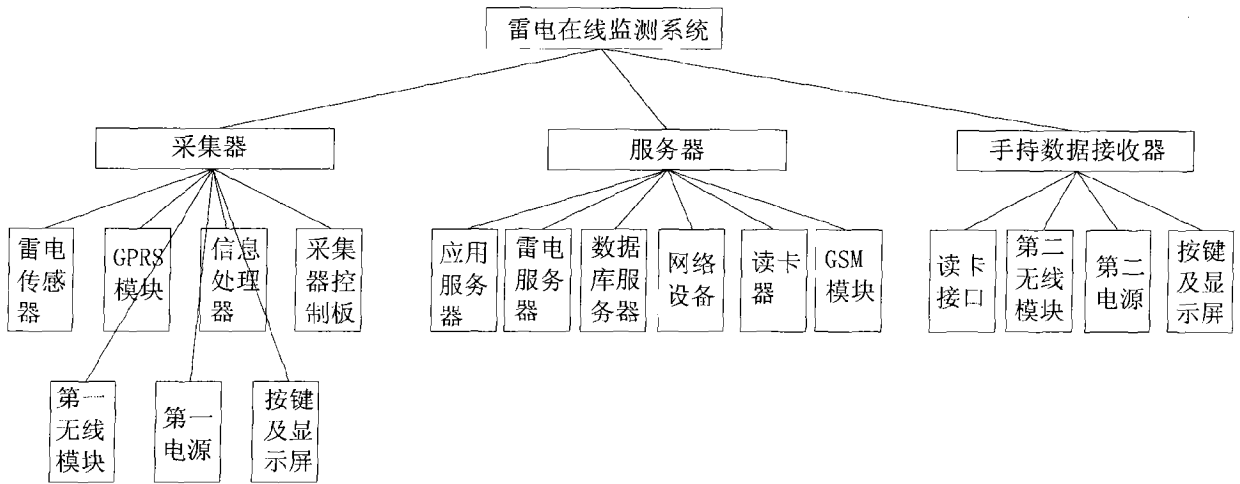 雷电在线监测系统
采集器
服务器
手持数据接收器
雷电
传感
器
GPRS
模块
信息
处理
器
采集
器控
制板
应用
服务
器
雷电
服务
器
数据
库服
务器
网络
设备
读卡
器
GSM
模块
读卡
接口
第二
无线
模块
第二
电源
按键
及显
示屏
第一
无线
模块
第一
电源
按键
及显
示屏